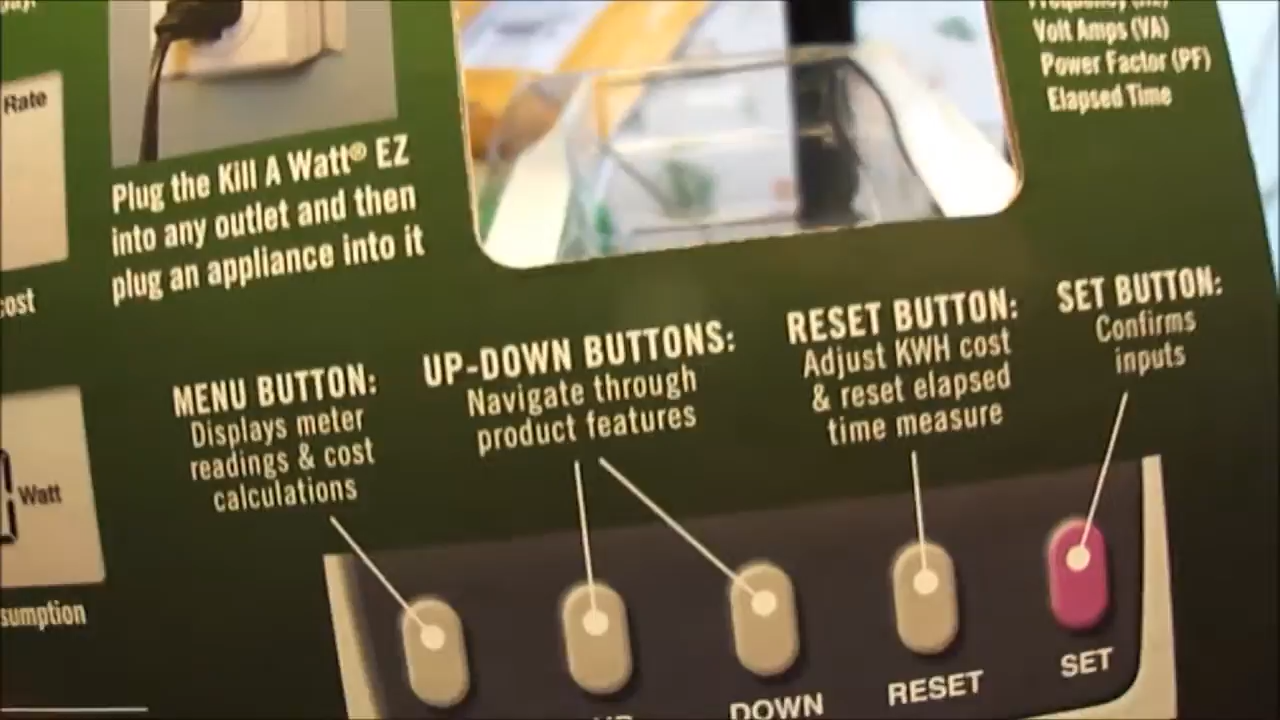 Volt Amps (VA)
Power Factor (PF)
Elapsed Time
Rate
Plug the Kill A Watt® EZ
into any outlet and then
plug an appliance into it
cost
MENU BUTTON:
Displays meter
readings & cost
calculations
UP-DOWN BUTTONS:
Navigate through
product features
RESET BUTTON:
Adjust KWH cost
& reset elapsed
time measure
SET BUTTON:
Confirms
inputs
Watt
sumption
DOWN
RESET
SET